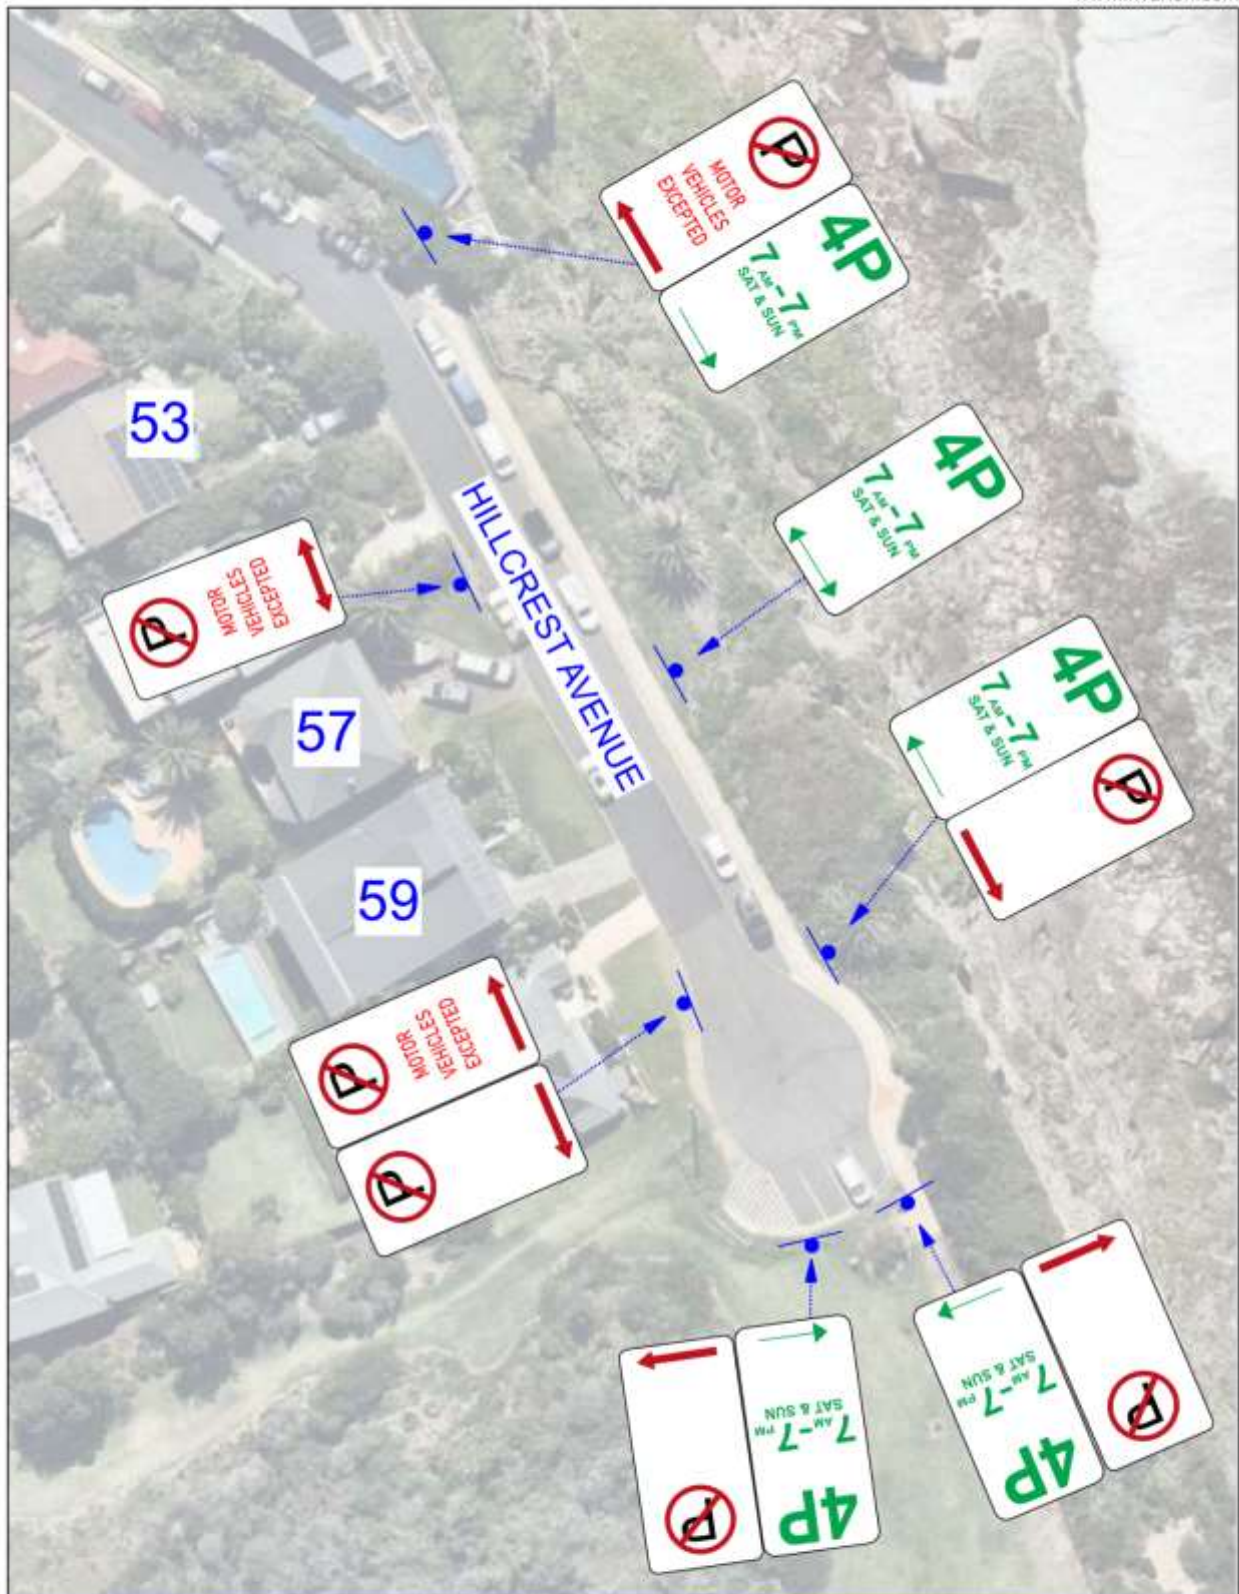 P
MOTOR
VEHICLES
EXCEPTED
4P
7 AM-7 PM
SAT & SUN
4P
7 AM-7 PM
SAT & SUN
53
HILLCREST AVENUE
P
MOTOR
VEHICLES
EXCEPTED
4P
7 AM-7 PM
SAT & SUN
P
57
59
P
MOTOR
VEHICLES
EXCEPTED
P
P
4P
7 AM-7 PM
SAT & SUN
4P
7 AM-7 PM
SAT & SUN
P